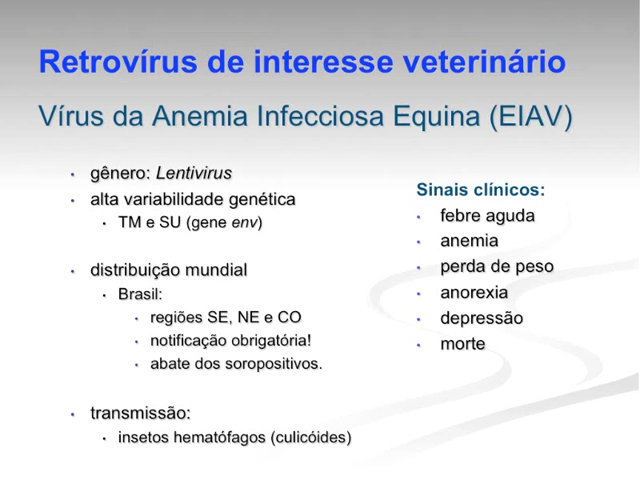 Retrovírus de interesse veterinário
Vírus da Anemia Infecciosa Equina (EIAV)
• gênero: Lentivirus
• alta variabilidade genética
• TM e SU (gene env)
• distribuição mundial
• Brasil:
• regiões SE, NE e CO
• notificação obrigatória!
• abate dos soropositivos.
• transmissão:
• insetos hematófagos (culicóides)
Sinais clínicos:
• febre aguda
• anemia
• perda de peso
• anorexia
• depressão
• morte